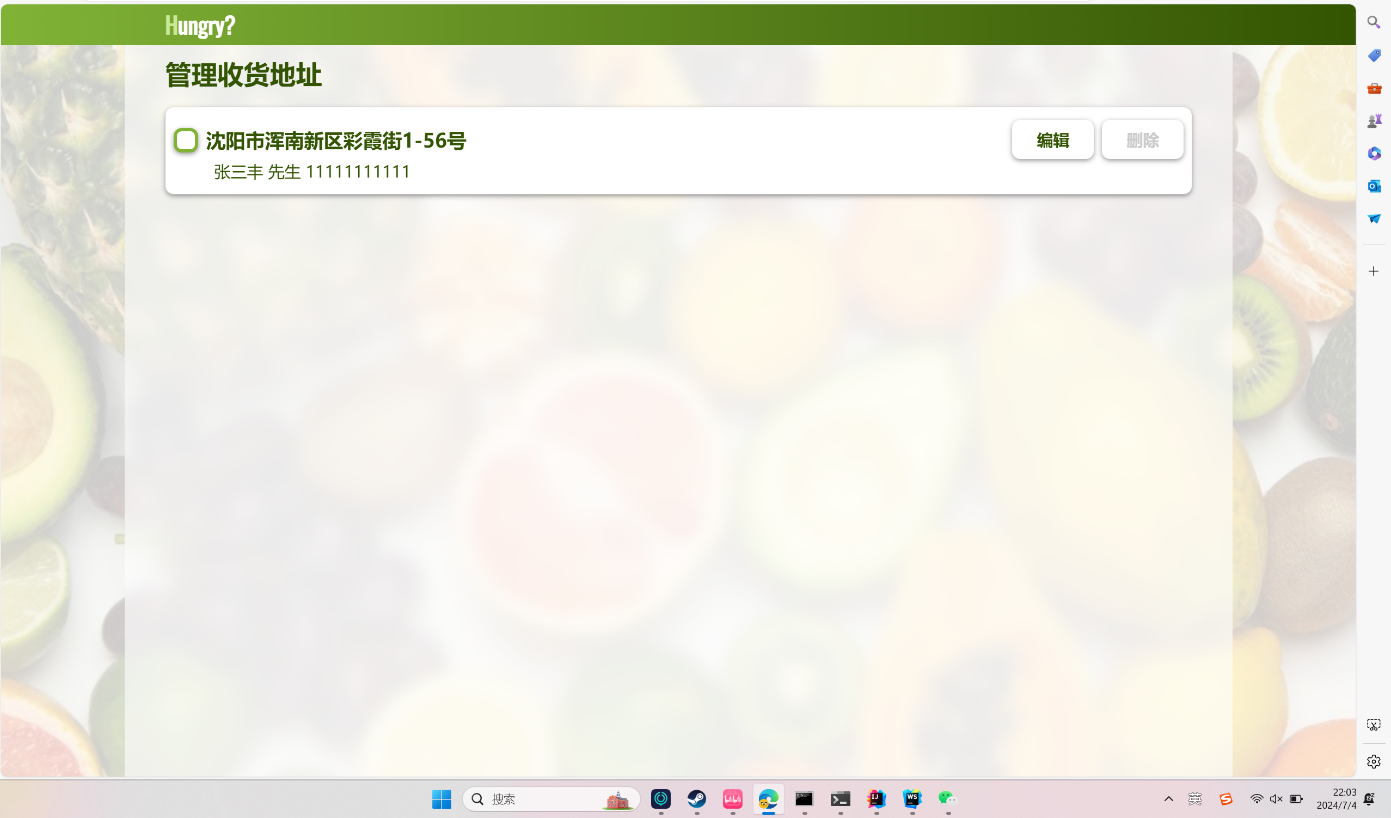 Hungry?
管理收货地址
沈阳市浑南新区彩霞街1-56号
编辑
删除
张三丰 先生 11111111111
搜索
英
22:03
2024/7/4